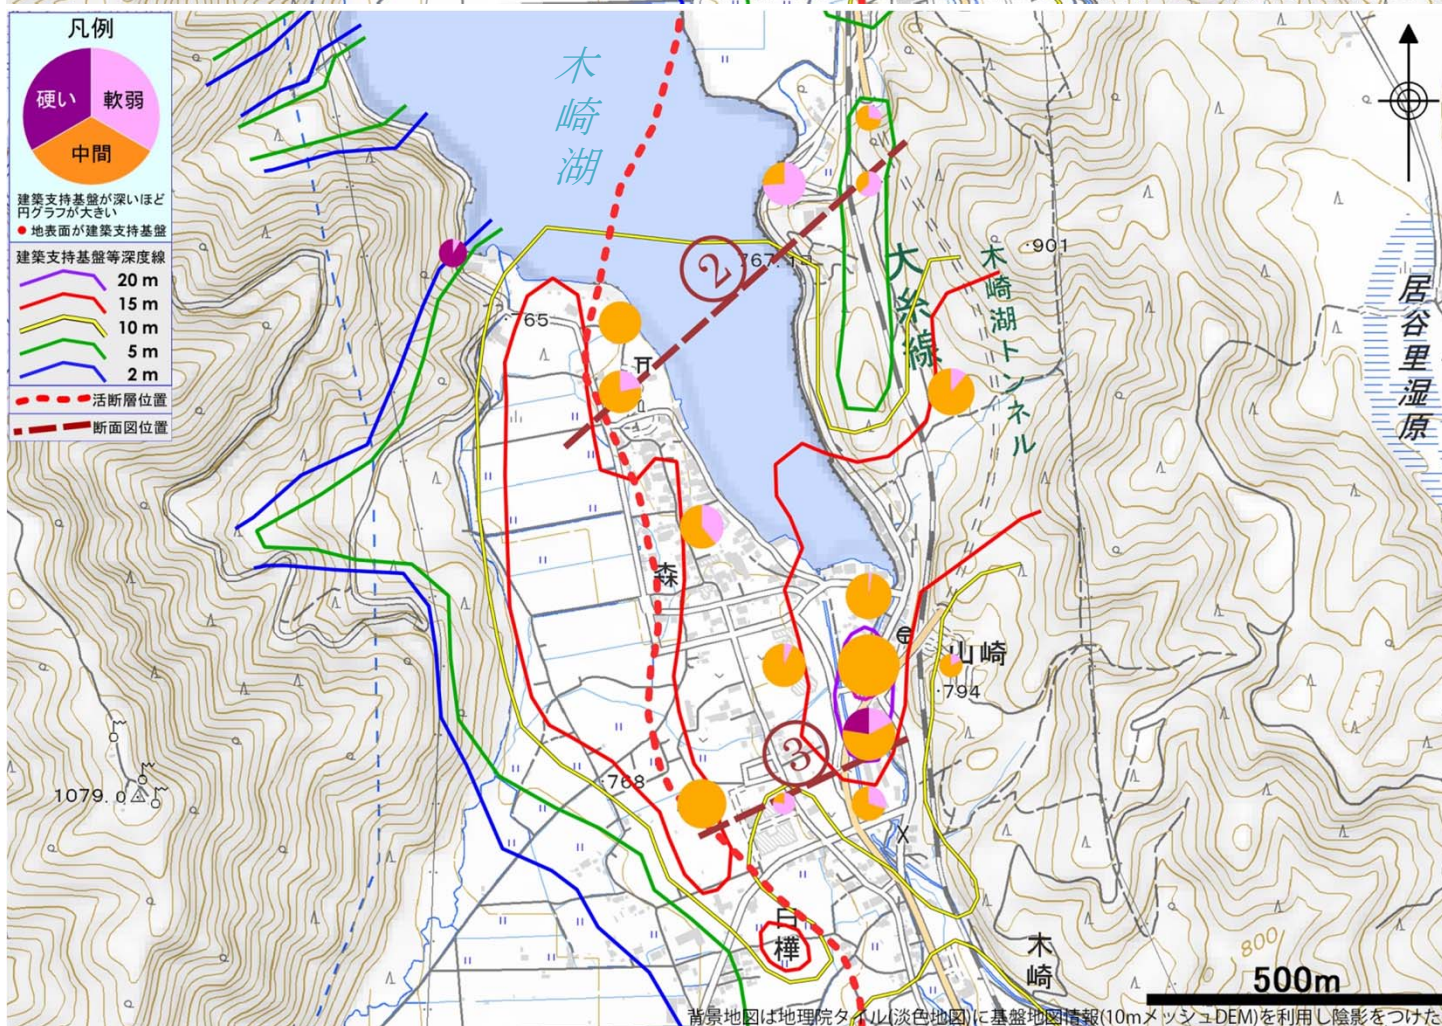 凡例
硬い
軟弱
中間
建築支持基盤が深いほど
円グラフが大きい
地表面が建築支持基盤
建築支持基盤等深度線
20 m
15 m
10 m
5 m
2 m
活断層位置
断面図位置
木崎湖
②
大糸線
木崎湖トンネル
・901
居谷里湿原
・765
森
山崎
・794
③
・768
1079.0
白樺
木崎
800
500m
背景地図は地理院タイル(淡色地図)に基盤地図情報(10mメッシュDEM)を利用し陰影をつけた